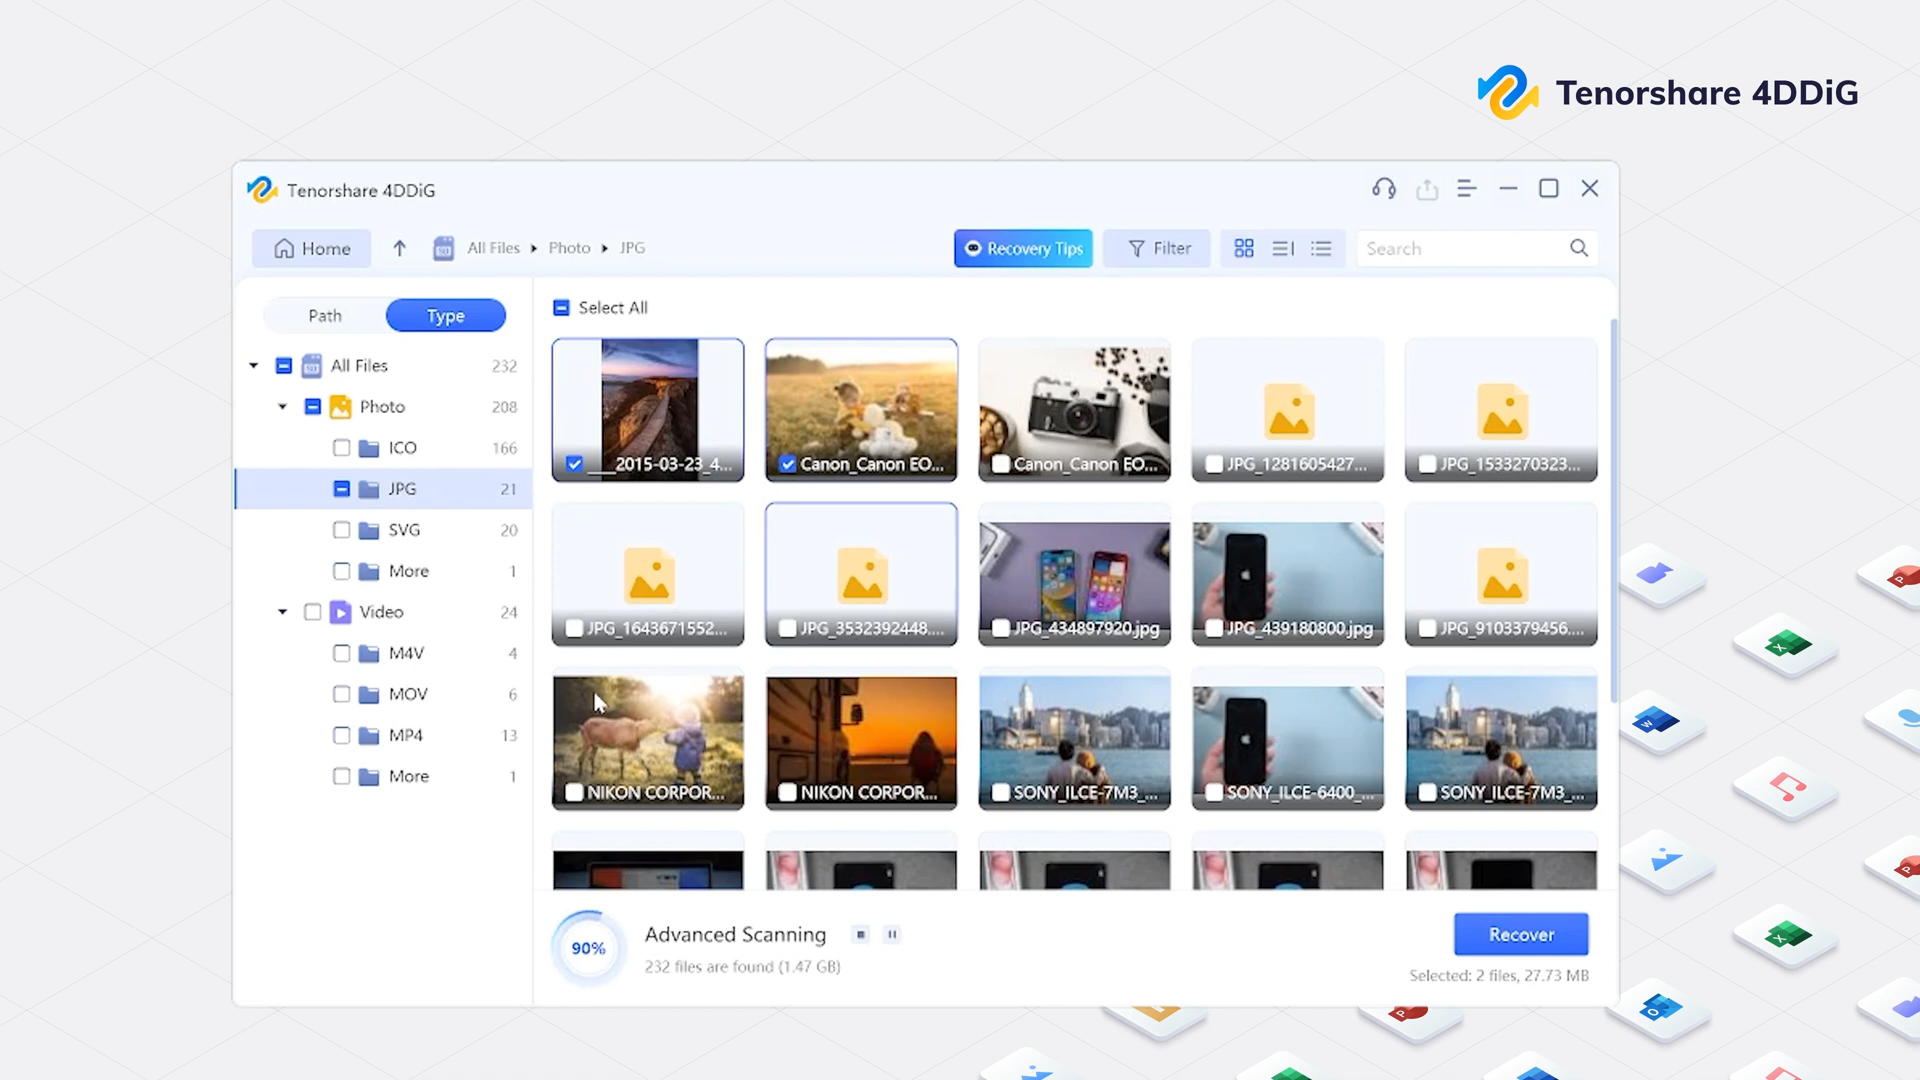 Tenorshare 4DDiG
Tenorshare 4DDiG
Home
All Files
Photo
JPG
Recovery Tips
Filter
Search
Path
Type
Select All
All Files 232
Photo 208
ICO 166
JPG 21
SVG 20
More 1
Video 24
M4V 4
MOV 6
MP4 13
More 1
___2015-03-23_4...
Canon_Canon EO...
Canon_Canon EO...
JPG_1281605427...
JPG_1533270323...
JPG_1643671552...
JPG_3532392448....
JPG_434897920.jpg
JPG_439180800.jpg
JPG_9103379456....
NIKON CORPOR...
NIKON CORPOR...
SONY_ILCE-7M3_...
SONY_ILCE-6400_...
SONY_ILCE-7M3_...
90%
Advanced Scanning
232 files are found (1.47 GB)
Recover
Selected: 2 files, 27.73 MB